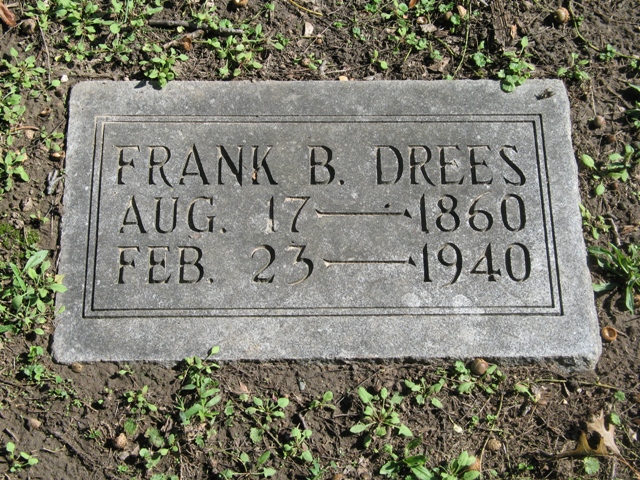 FRANK B. DREES
AUG. 17—1860
FEB. 23—1940